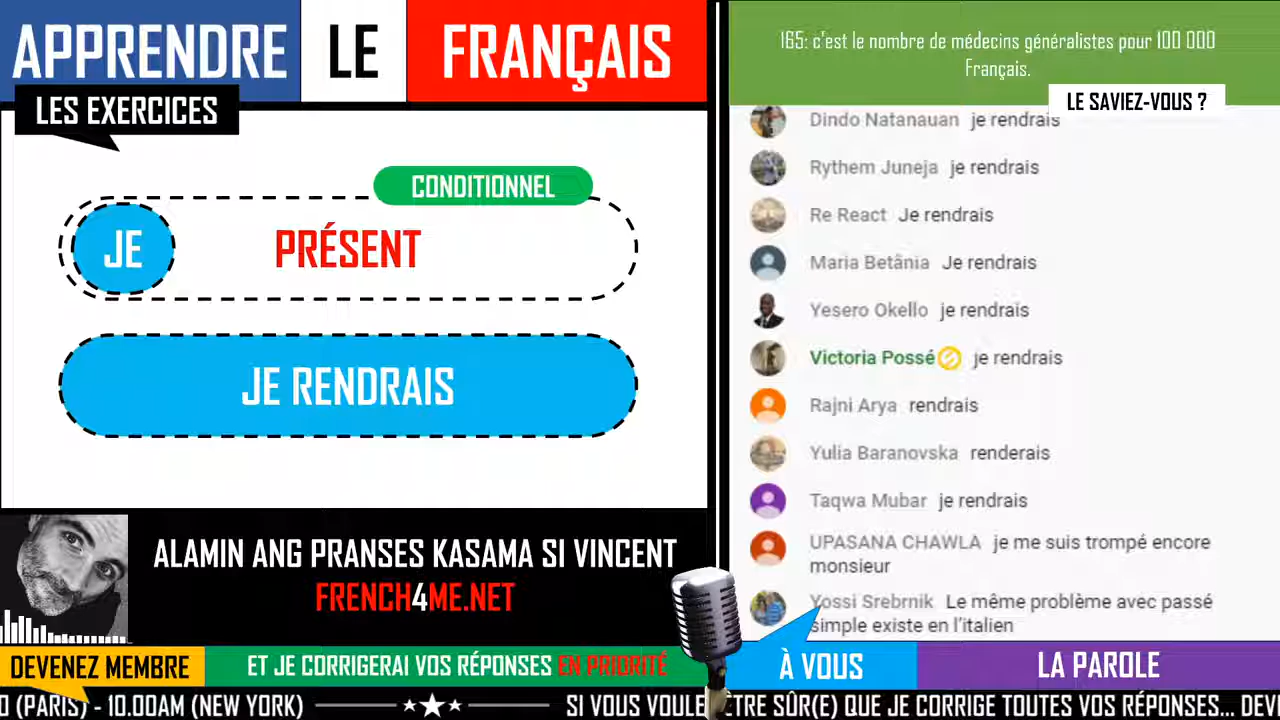 APPRENDRE LE FRANÇAIS
LES EXERCICES
CONDITIONNEL
JE PRÉSENT
JE RENDRAIS
ALAMIN ANG PRANSES KASAMA SI VINCENT
FRENCH4ME.NET
DEVENEZ MEMBRE
ET JE CORRIGERAI VOS RÉPONSES EN PRIORITÉ
165: c'est le nombre de médecins généralistes pour 100 000
Français.
LE SAVIEZ-VOUS ?
Dindo Natanauan je rendrais
Rythem Juneja je rendrais
Re React Je rendrais
Maria Betânia Je rendrais
Yesero Okello je rendrais
Victoria Possé je rendrais
Rajni Arya rendrais
Yulia Baranovska renderais
Taqwa Mubar je rendrais
UPASANA CHAWLA je me suis trompé encore
monsieur
Yossi Srebrnik Le même problème avec passé
simple existe en l'italien
À VOUS
LA PAROLE
(PARIS) - 10.00AM (NEW YORK) SI VOUS VOULE TRE SÛR(E) QUE JE CORRIGE TOUTES VOS RÉPONSES... DEV